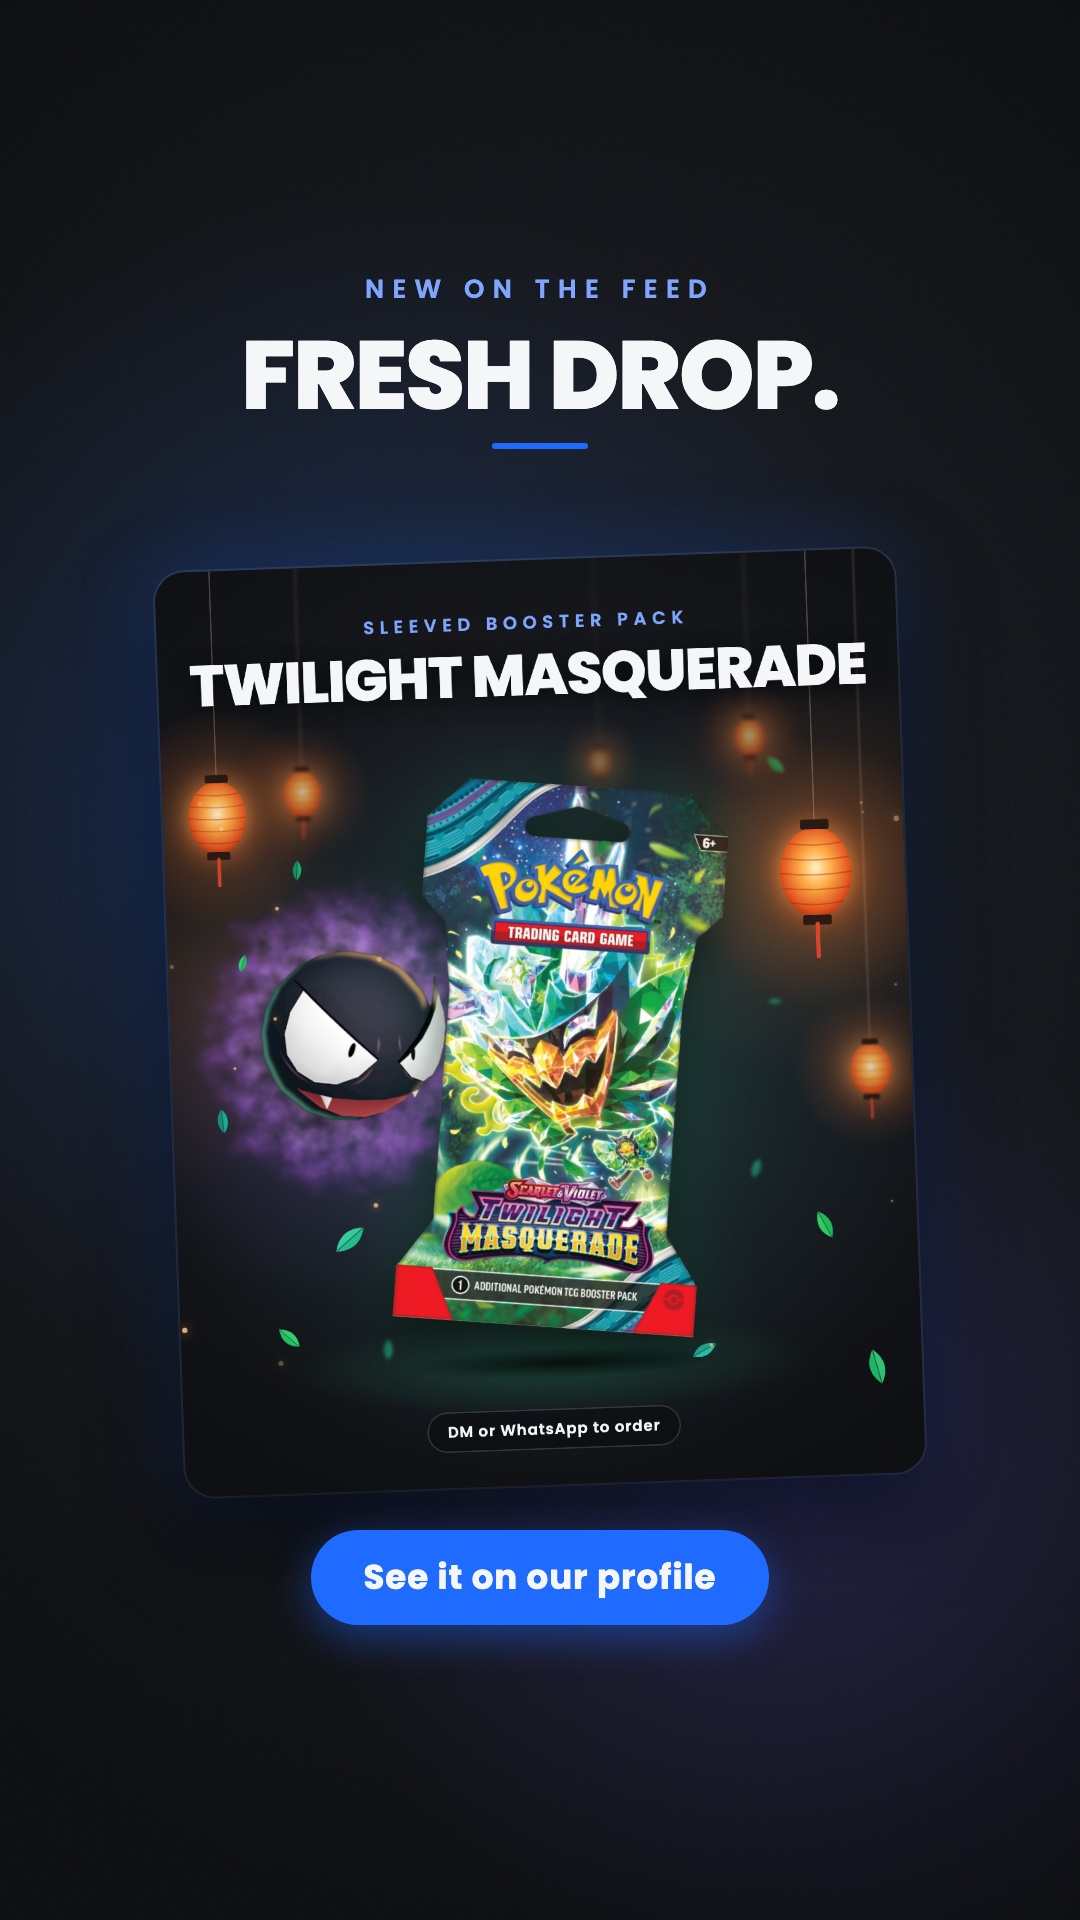 NEW ON THE FEED
FRESH DROP.
SLEEVED BOOSTER PACK
TWILIGHT MASQUERADE
6+
POKéMON
TRADING CARD GAME
SCARLET & VIOLET
TWILIGHT
MASQUERADE
1 ADDITIONAL POKÉMON TCG BOOSTER PACK
DM or WhatsApp to order
See it on our profile